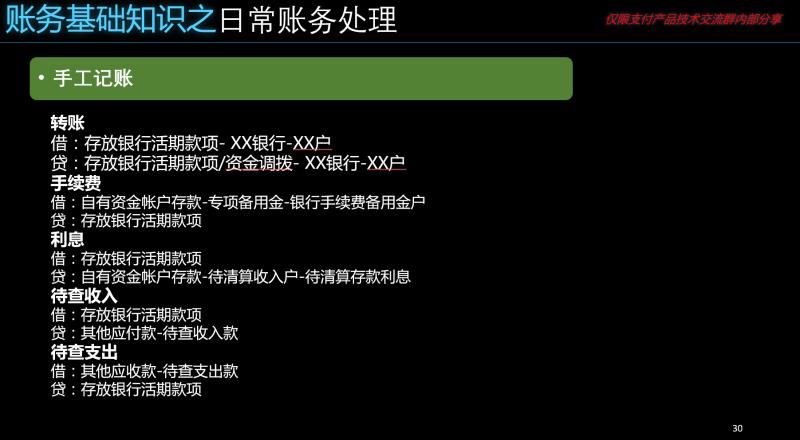 账务基础知识之日常账务处理
仅限支付产品技术交流群内部分享
• 手工记账
转账
借：存放银行活期款项- XX银行-XX户
贷：存放银行活期款项/资金调拨- XX银行-XX户
手续费
借：自有资金帐户存款-专项备用金-银行手续费备用金户
贷：存放银行活期款项
利息
借：存放银行活期款项
贷：自有资金帐户存款-待清算收入户-待清算存款利息
待查收入
借：存放银行活期款项
贷：其他应付款-待查收入款
待查支出
借：其他应收款-待查支出款
贷：存放银行活期款项
30